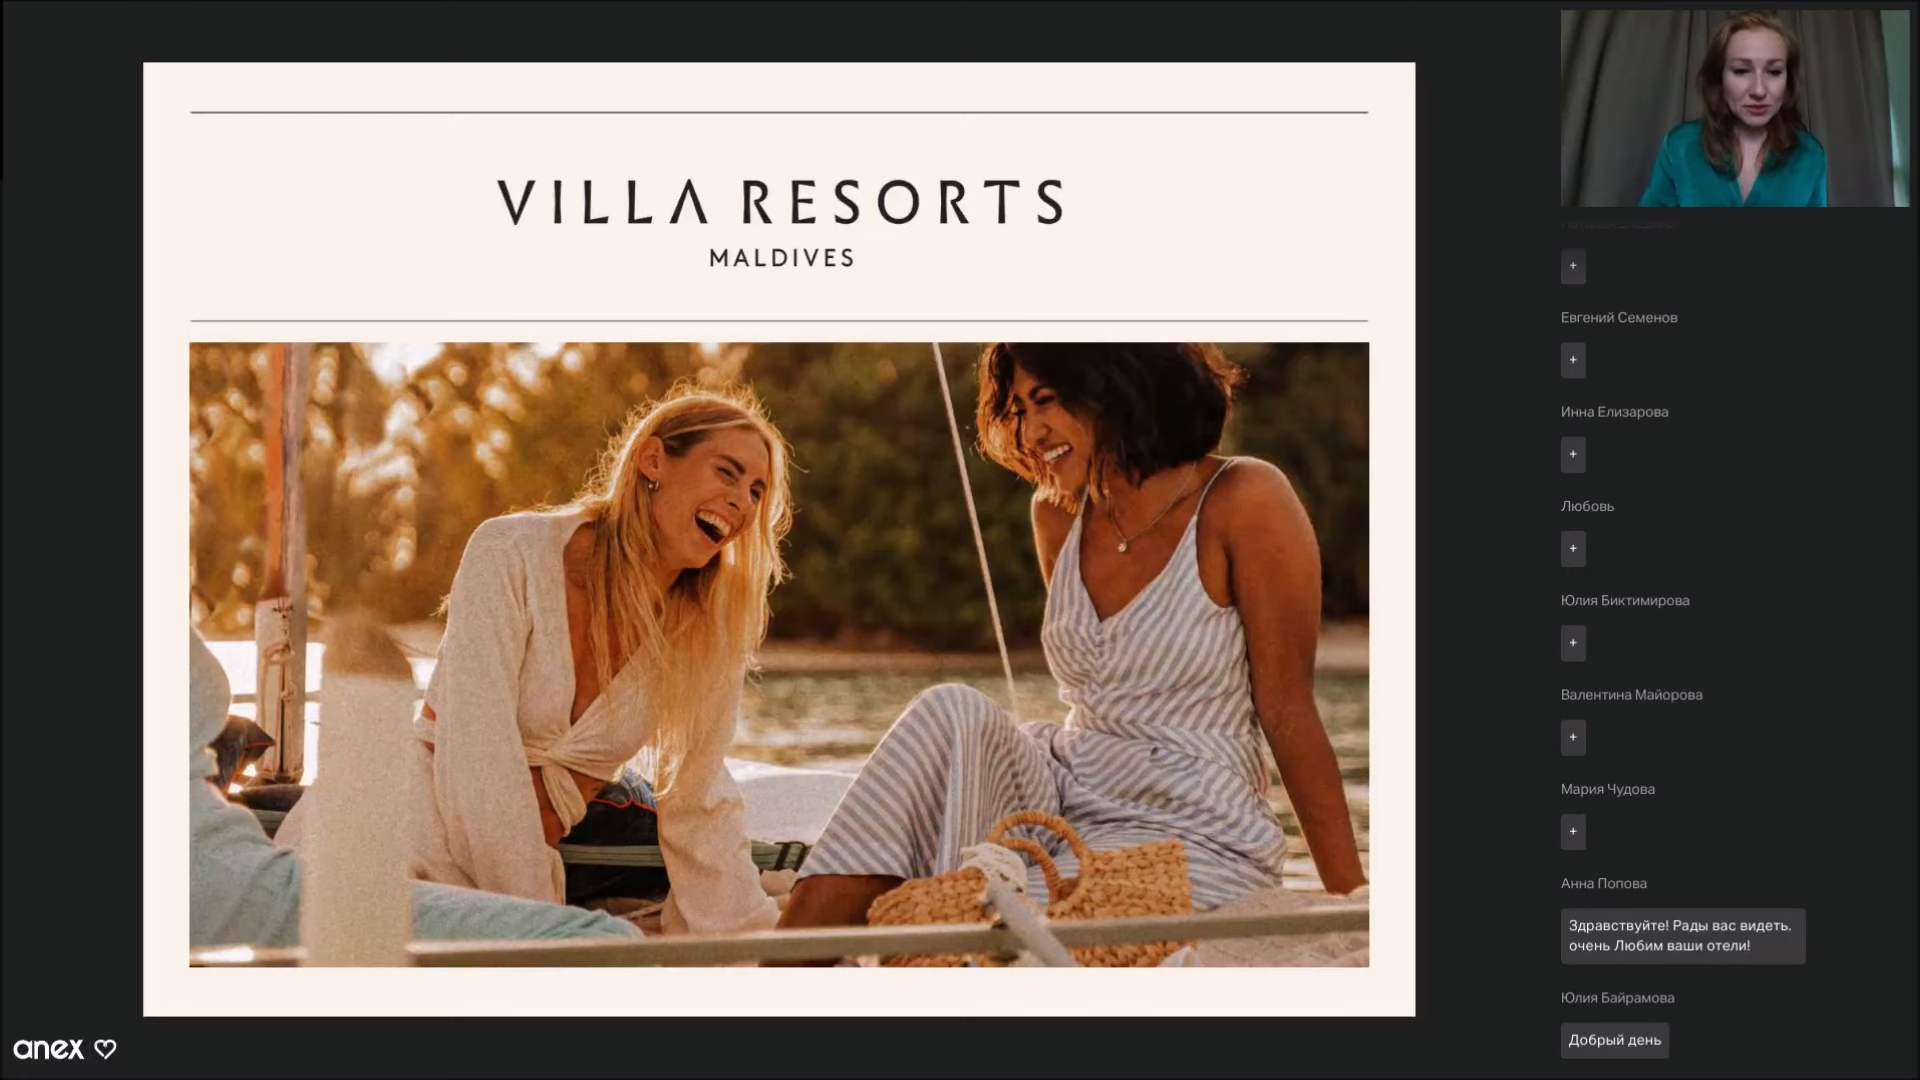 VILLA RESORTS
MALDIVES
+
Евгений Семенов
+
Инна Елизарова
+
Любовь
+
Юлия Биктимирова
+
Валентина Майорова
+
Мария Чудова
+
Анна Попова
Здравствуйте! Рады вас видеть.
очень Любим ваши отели!
Юлия Байрамова
Добрый день
anex